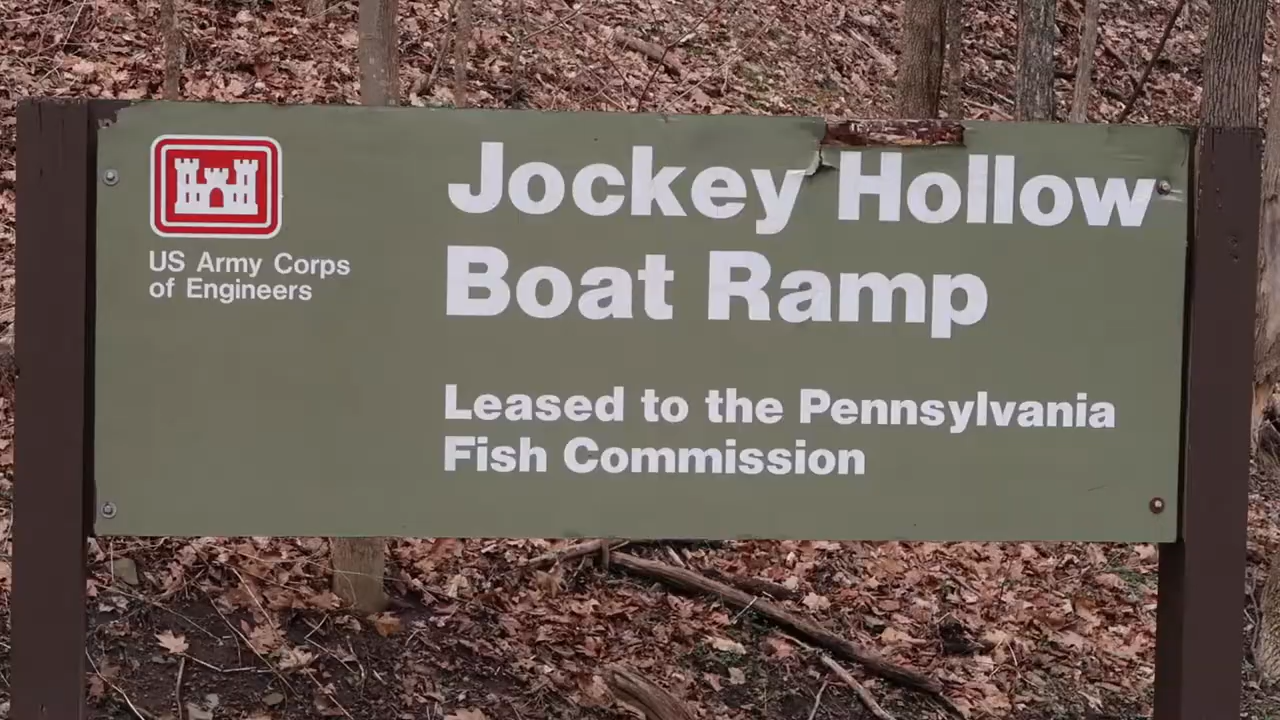 US Army Corps
of Engineers
Jockey Hollow
Boat Ramp
Leased to the Pennsylvania
Fish Commission